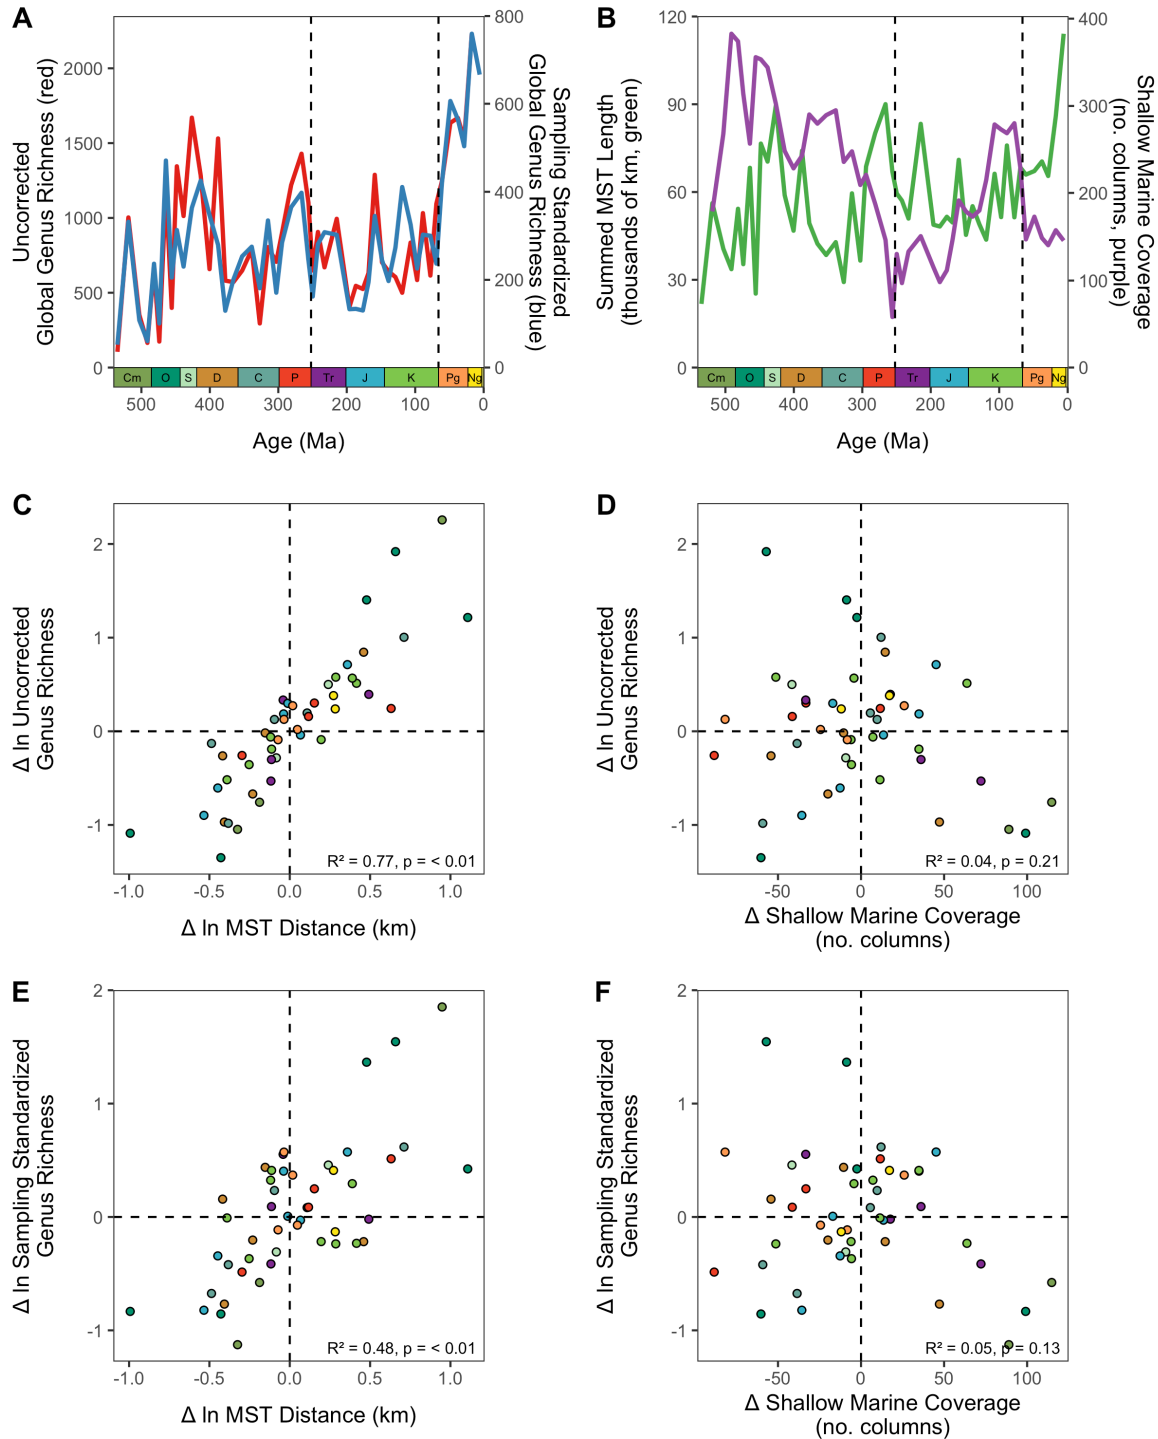 A
Uncorrected
Global Genus Richness (red)
2000
1500
1000
500
0
800
600
400
200
0
Sampling Standardized
Global Genus Richness (blue)
Cm O S D C P Tr J K Pg Ng
500 400 300 200 100 0
Age (Ma)
B
Summed MST Length
(thousands of km, green)
120
90
60
30
0
400
300
200
100
0
Shallow Marine Coverage
(no. columns, purple)
Cm O S D C P Tr J K Pg Ng
500 400 300 200 100 0
Age (Ma)
C
Δ ln Uncorrected
Genus Richness
2
1
0
-1
R² = 0.77, p = < 0.01
-1.0 -0.5 0.0 0.5 1.0
Δ ln MST Distance (km)
D
Δ ln Uncorrected
Genus Richness
2
1
0
-1
R² = 0.04, p = 0.21
-50 0 50 100
Δ Shallow Marine Coverage
(no. columns)
E
Δ ln Sampling Standardized
Genus Richness
2
1
0
-1
R² = 0.48, p = < 0.01
-1.0 -0.5 0.0 0.5 1.0
Δ ln MST Distance (km)
F
Δ ln Sampling Standardized
Genus Richness
2
1
0
-1
R² = 0.05, p = 0.13
-50 0 50 100
Δ Shallow Marine Coverage
(no. columns)